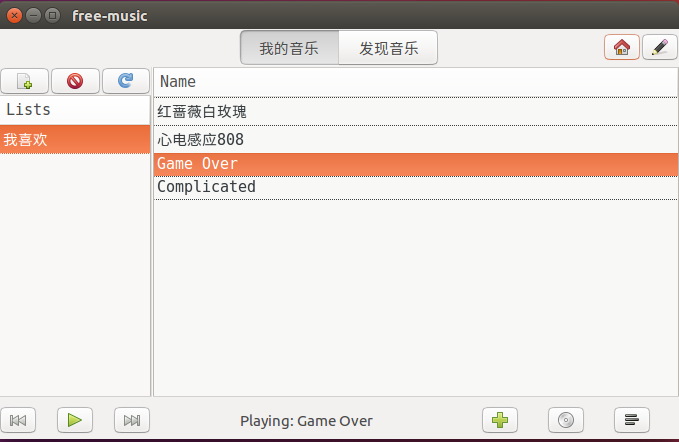 free-music
我的音乐 发现音乐
Lists
我喜欢
Name
红蔷薇白玫瑰
心电感应808
Game Over
Complicated
Playing: Game Over